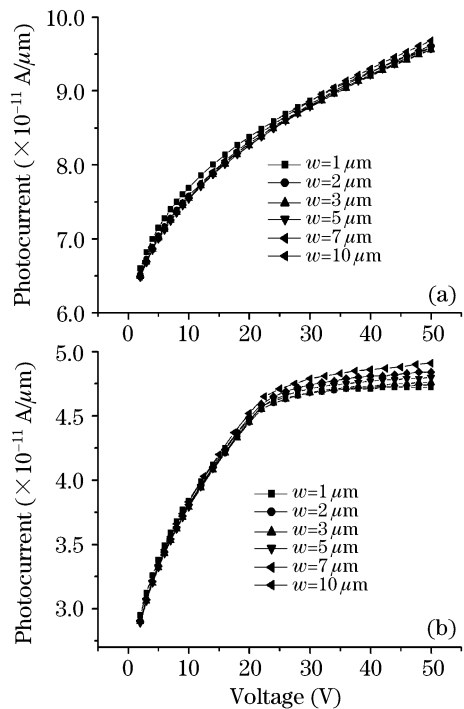 10.0
9.0
8.0
7.0
6.0
Photocurrent (×10⁻¹¹ A/μm)
w=1 μm
w=2 μm
w=3 μm
w=5 μm
w=7 μm
w=10 μm
(a)
0 10 20 30 40 50
5.0
4.5
4.0
3.5
3.0
Photocurrent (×10⁻¹¹ A/μm)
w=1 μm
w=2 μm
w=3 μm
w=5 μm
w=7 μm
w=10 μm
(b)
0 10 20 30 40 50
Voltage (V)